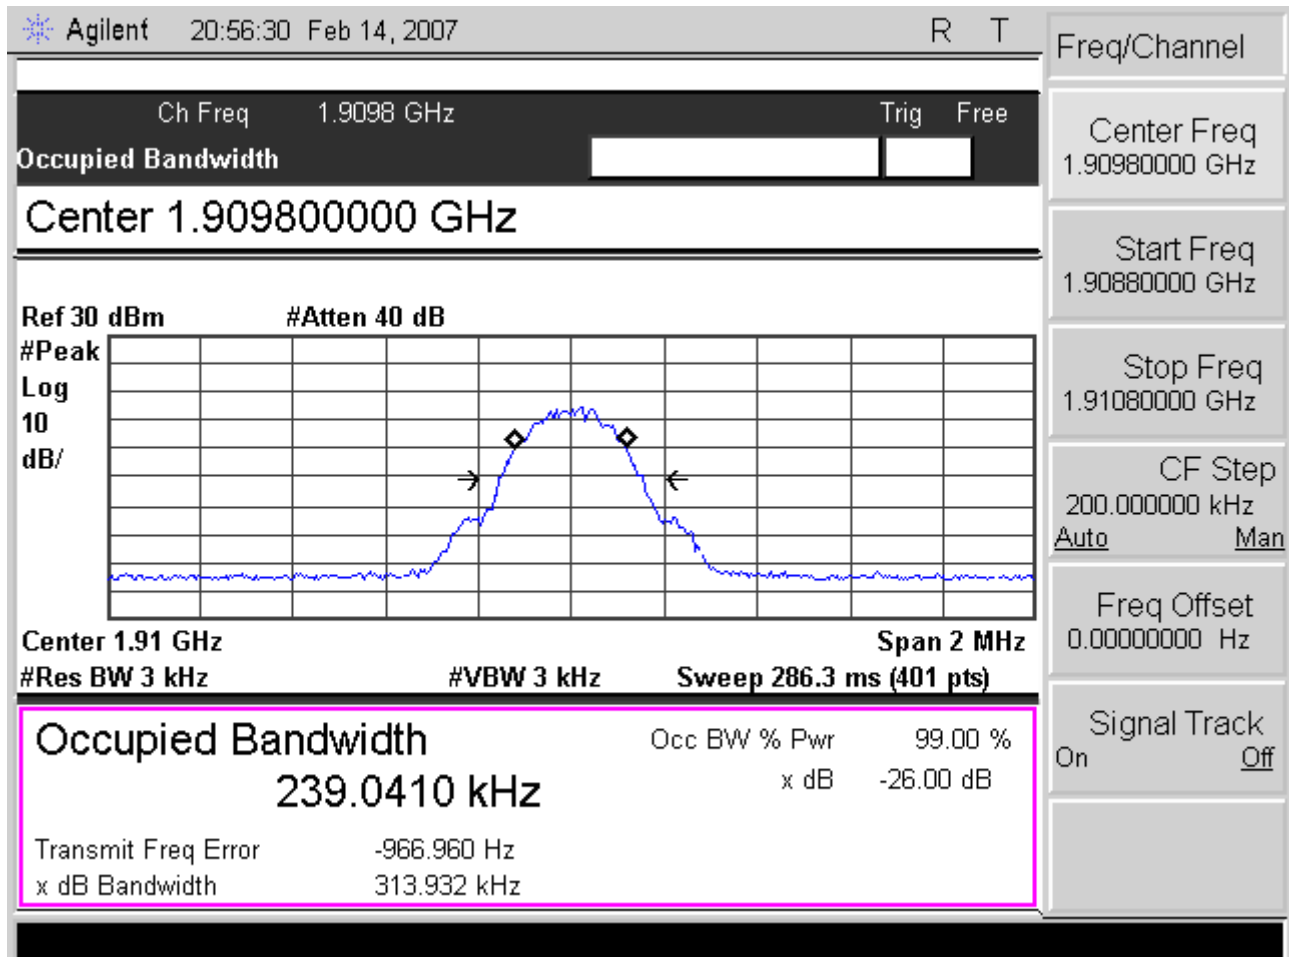 Agilent 20:56:30 Feb 14, 2007 R T
Freq/Channel
Ch Freq 1.9098 GHz Trig Free
Occupied Bandwidth
Center 1.909800000 GHz
Ref 30 dBm #Atten 40 dB
#Peak
Log
10
dB/
Center 1.91 GHz Span 2 MHz
#Res BW 3 kHz #VBW 3 kHz Sweep 286.3 ms (401 pts)
Occupied Bandwidth Occ BW % Pwr 99.00 %
239.0410 kHz x dB -26.00 dB
Transmit Freq Error -966.960 Hz
x dB Bandwidth 313.932 kHz
Center Freq
1.90980000 GHz
Start Freq
1.90880000 GHz
Stop Freq
1.91080000 GHz
CF Step
200.000000 kHz
Auto Man
Freq Offset
0.00000000 Hz
Signal Track
On Off